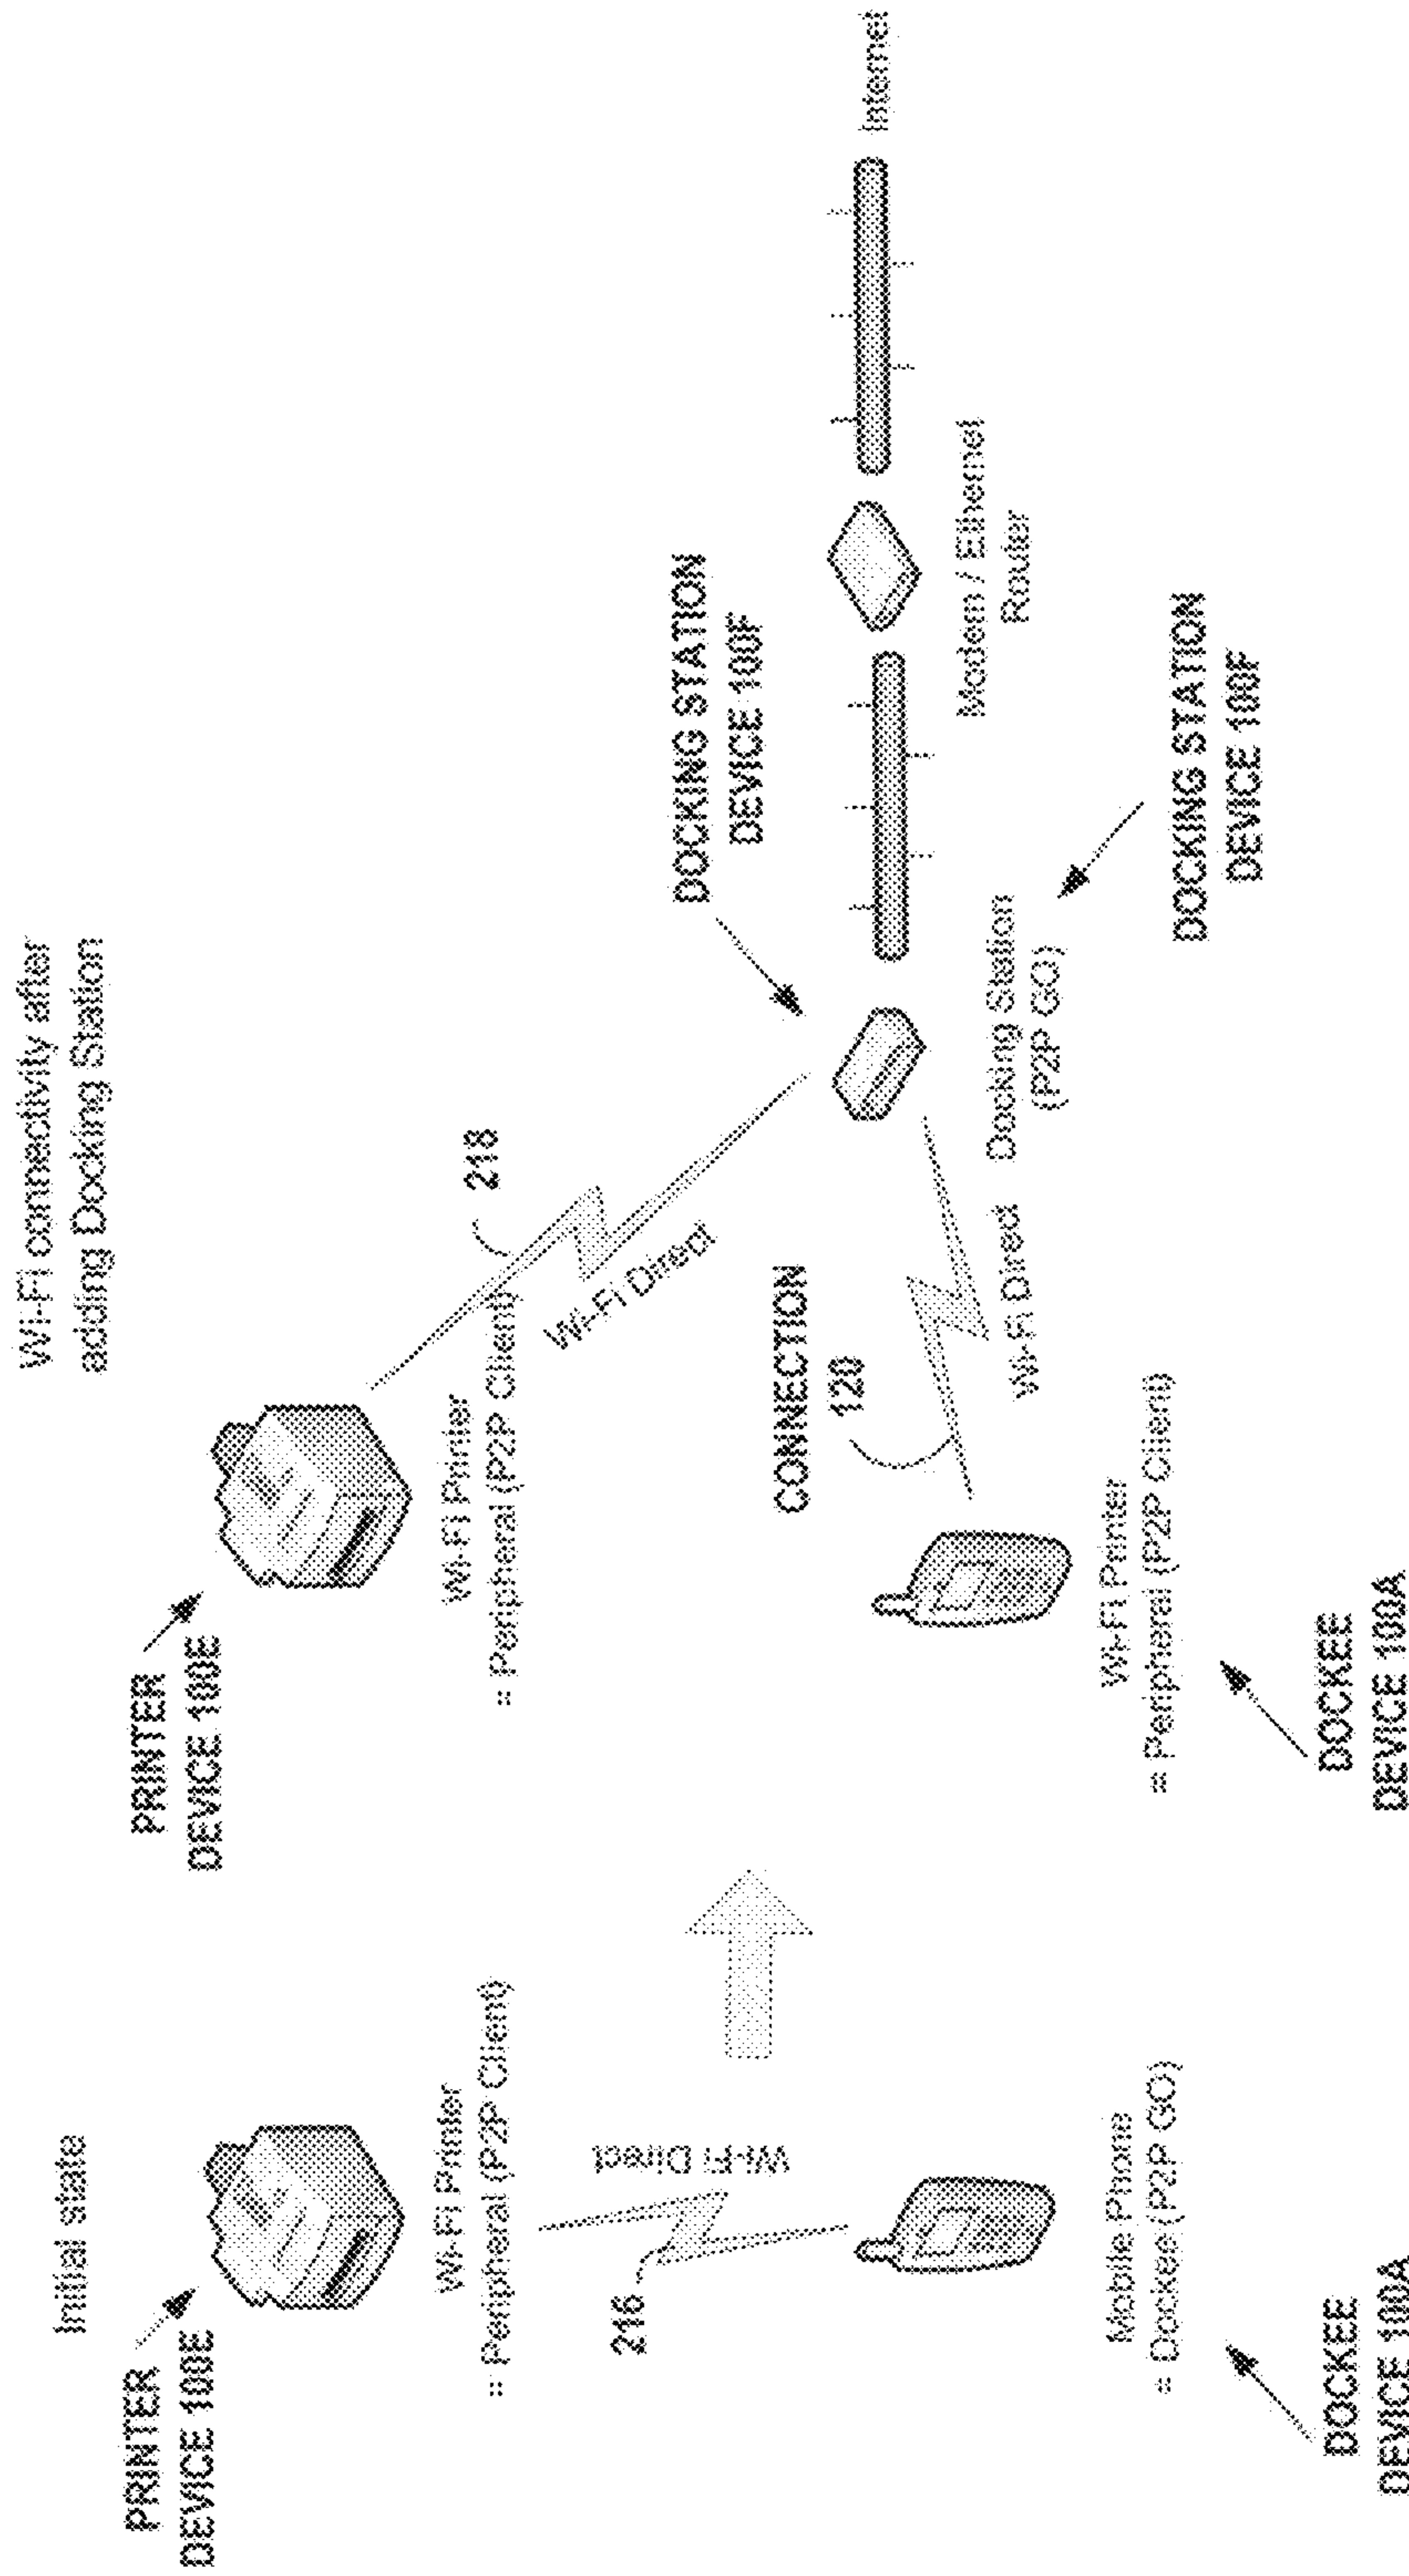 Initial state
PRINTER
DEVICE 100E
Wi-Fi Printer
= Peripheral (P2P Client)
216
Wi-Fi Direct
Mobile Phone
= Dockee (P2P GO)
DOCKEE
DEVICE 100A
Wi-Fi connectivity after
adding Docking Station
PRINTER
DEVICE 100E
Wi-Fi Printer
= Peripheral (P2P Client)
218
Wi-Fi Direct
CONNECTION
120
Wi-Fi Direct
Wi-Fi Printer
= Peripheral (P2P Client)
DOCKEE
DEVICE 100A
DOCKING STATION
DEVICE 100F
Docking Station
(P2P GO)
DOCKING STATION
DEVICE 100F
Modem / Ethernet
Router
Internet